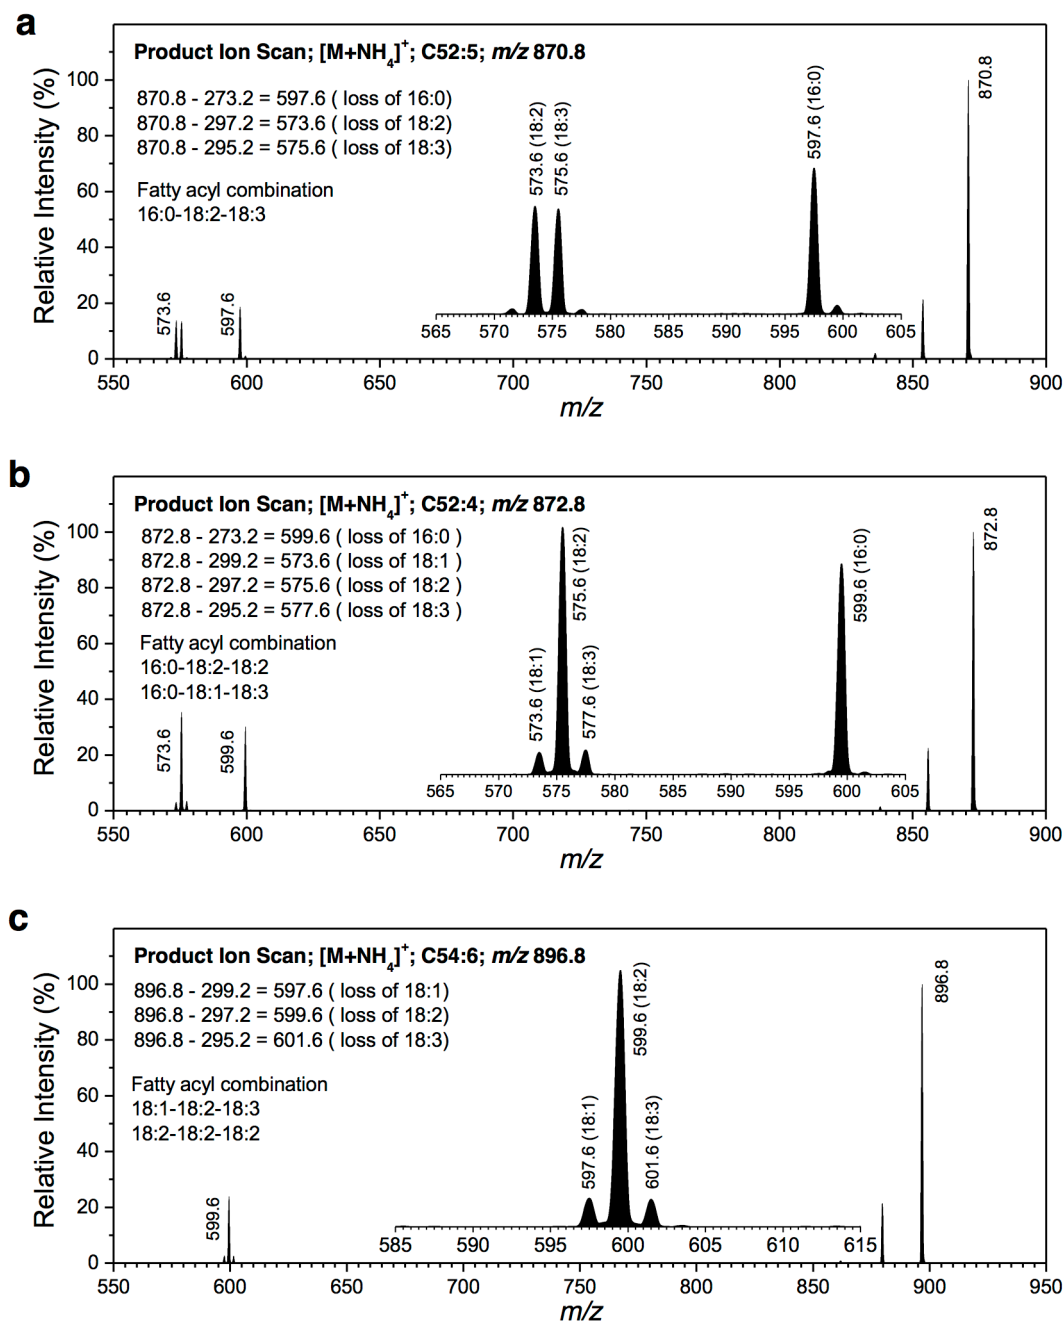 a
Product Ion Scan; [M+NH4]+; C52:5; m/z 870.8
870.8 - 273.2 = 597.6 ( loss of 16:0)
870.8 - 297.2 = 573.6 ( loss of 18:2)
870.8 - 295.2 = 575.6 ( loss of 18:3)
Fatty acyl combination
16:0-18:2-18:3
573.6
597.6
573.6 (18:2)
575.6 (18:3)
597.6 (16:0)
870.8
565 570 575 580 585 590 595 600 605
Relative Intensity (%)
100
80
60
40
20
0
550 600 650 700 750 800 850 900
m/z
b
Product Ion Scan; [M+NH4]+; C52:4; m/z 872.8
872.8 - 273.2 = 599.6 ( loss of 16:0 )
872.8 - 299.2 = 573.6 ( loss of 18:1 )
872.8 - 297.2 = 575.6 ( loss of 18:2 )
872.8 - 295.2 = 577.6 ( loss of 18:3 )
Fatty acyl combination
16:0-18:2-18:2
16:0-18:1-18:3
573.6
599.6
573.6 (18:1)
575.6 (18:2)
577.6 (18:3)
599.6 (16:0)
872.8
565 570 575 580 585 590 595 600 605
Relative Intensity (%)
100
80
60
40
20
0
550 600 650 700 750 800 850 900
m/z
c
Product Ion Scan; [M+NH4]+; C54:6; m/z 896.8
896.8 - 299.2 = 597.6 ( loss of 18:1)
896.8 - 297.2 = 599.6 ( loss of 18:2)
896.8 - 295.2 = 601.6 ( loss of 18:3)
Fatty acyl combination
18:1-18:2-18:3
18:2-18:2-18:2
599.6
597.6 (18:1)
599.6 (18:2)
601.6 (18:3)
896.8
585 590 595 600 605 610 615
Relative Intensity (%)
100
80
60
40
20
0
550 600 650 700 750 800 850 900 950
m/z